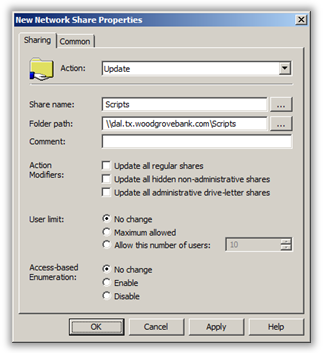 New Network Share Properties
Sharing Common
Action: Update
Share name: Scripts ...
Folder path: \\dal.tx.woodgrovebank.com\Scripts ...
Comment:
Action Modifiers: Update all regular shares
Update all hidden non-administrative shares
Update all administrative drive-letter shares
User limit: No change
Maximum allowed
Allow this number of users: 10
Access-based Enumeration: No change
Enable
Disable
OK Cancel Apply Help